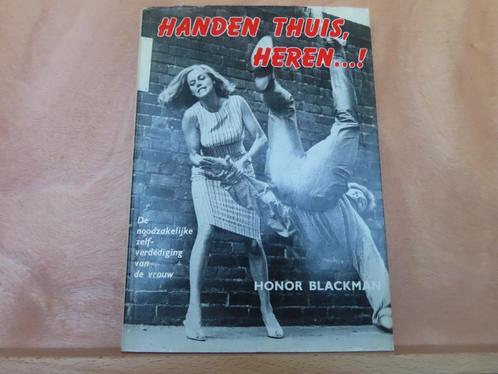 HANDEN THUIS,
HEREN...!
De
noodzakelijke
zelf-
verdediging
van
de vrouw
HONOR BLACKMAN